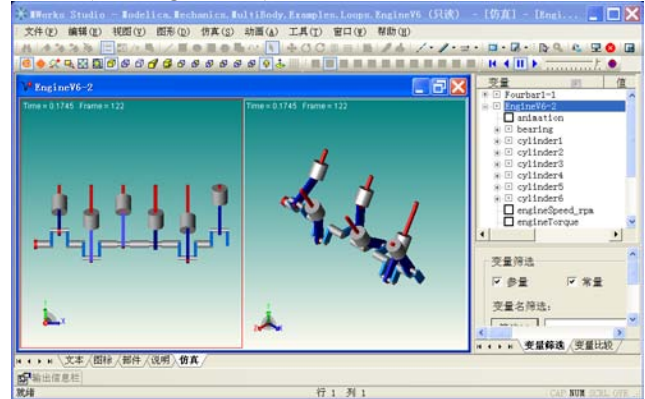 MWorks Studio - Modelica.Mechanics.MultiBody.Examples.Loops.EngineV6 (只读) - [仿真] - [Engi...
文件(F) 编辑(E) 视图(V) 图形(D) 仿真(S) 动画(A) 工具(T) 窗口(W) 帮助(H)
EngineV6-2
Time = 0.1745 Frame = 122
Time = 0.1745 Frame = 122
变量 值
Fourbar1-1
EngineV6-2
animation
bearing
cylinder1
cylinder2
cylinder3
cylinder4
cylinder5
cylinder6
engineSpeed_rpm
engineTorque
变量筛选
参量 常量
变量名筛选:
文本 图标 部件 说明 仿真
变量筛选 变量比较
输出信息栏
就绪 行 1 列 1 CAP NUM SCRL OVR